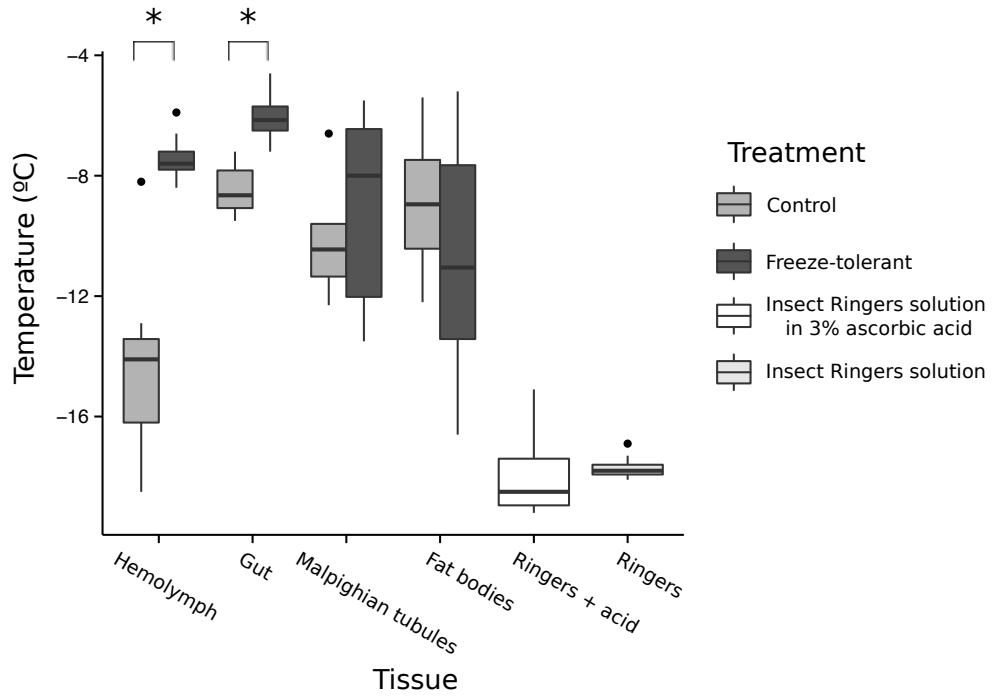 * *
Temperature (ºC)
−4
−8
−12
−16
Hemolymph
Gut
Malpighian tubules
Fat bodies
Ringers + acid
Ringers
Tissue
Treatment
Control
Freeze-tolerant
Insect Ringers solution
in 3% ascorbic acid
Insect Ringers solution